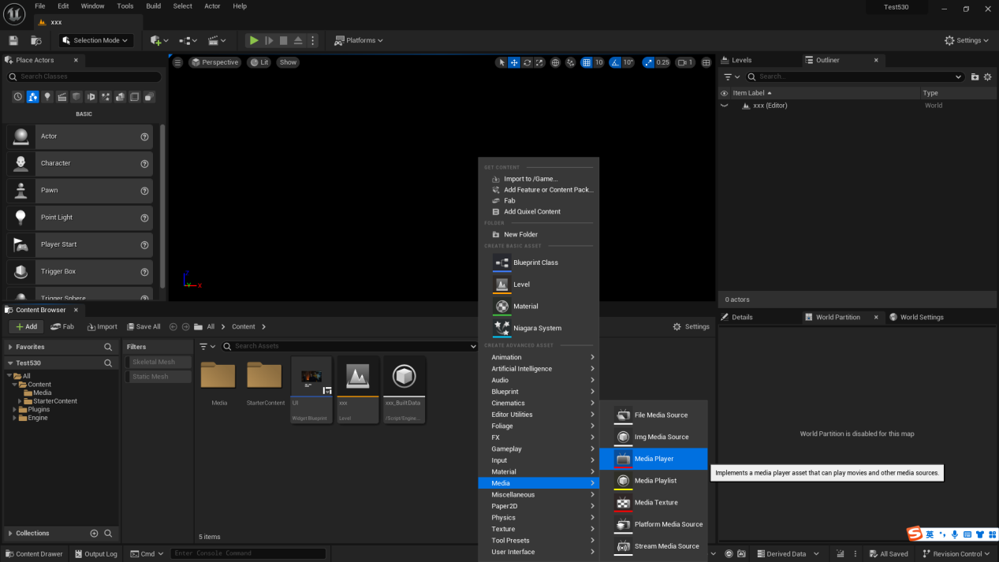 File Edit Window Tools Build Select Actor Help
Test530
xxx
Selection Mode
Platforms
Settings
Place Actors
Search Classes
BASIC
Actor
Character
Pawn
Point Light
Player Start
Trigger Box
Trigger Sphere
Perspective
Lit
Show
10
10°
0.25
1
X
Levels
Outliner
Search...
Item Label
Type
xxx (Editor)
World
0 actors
Details
World Partition
World Settings
World Partition is disabled for this map
Content Browser
Add
Fab
Import
Save All
All
Content
Settings
Favorites
Test530
All
Content
Media
StarterContent
Plugins
Engine
Collections
Filters
Skeletal Mesh
Static Mesh
Search Assets
Media
StarterContent
UI
Widget Blueprint
xxx
Level
xxx_BuiltData
/Script/Engine...
5 items
GET CONTENT
Import to /Game...
Add Feature or Content Pack...
Fab
Add Quixel Content
FOLDER
New Folder
CREATE BASIC ASSET
Blueprint Class
Level
Material
Niagara System
CREATE ADVANCED ASSET
Animation
Artificial Intelligence
Audio
Blueprint
Cinematics
Editor Utilities
Foliage
FX
Gameplay
Input
Material
Media
Miscellaneous
Paper2D
Physics
Texture
Tool Presets
User Interface
File Media Source
Img Media Source
Media Player
Media Playlist
Media Texture
Platform Media Source
Stream Media Source
Implements a media player asset that can play movies and other media sources.
英
Content Drawer
Output Log
Cmd
Enter Console Command
Derived Data
All Saved
Revision Control